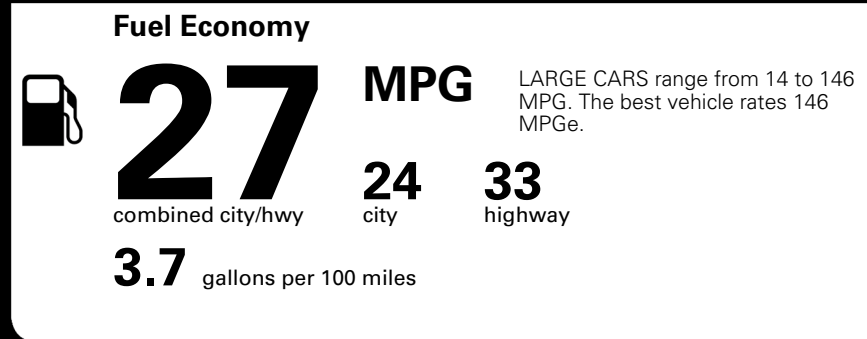 Fuel Economy
27 MPG
LARGE CARS range from 14 to 146
MPG. The best vehicle rates 146
MPGe.
combined city/hwy
24
city
33
highway
3.7 gallons per 100 miles